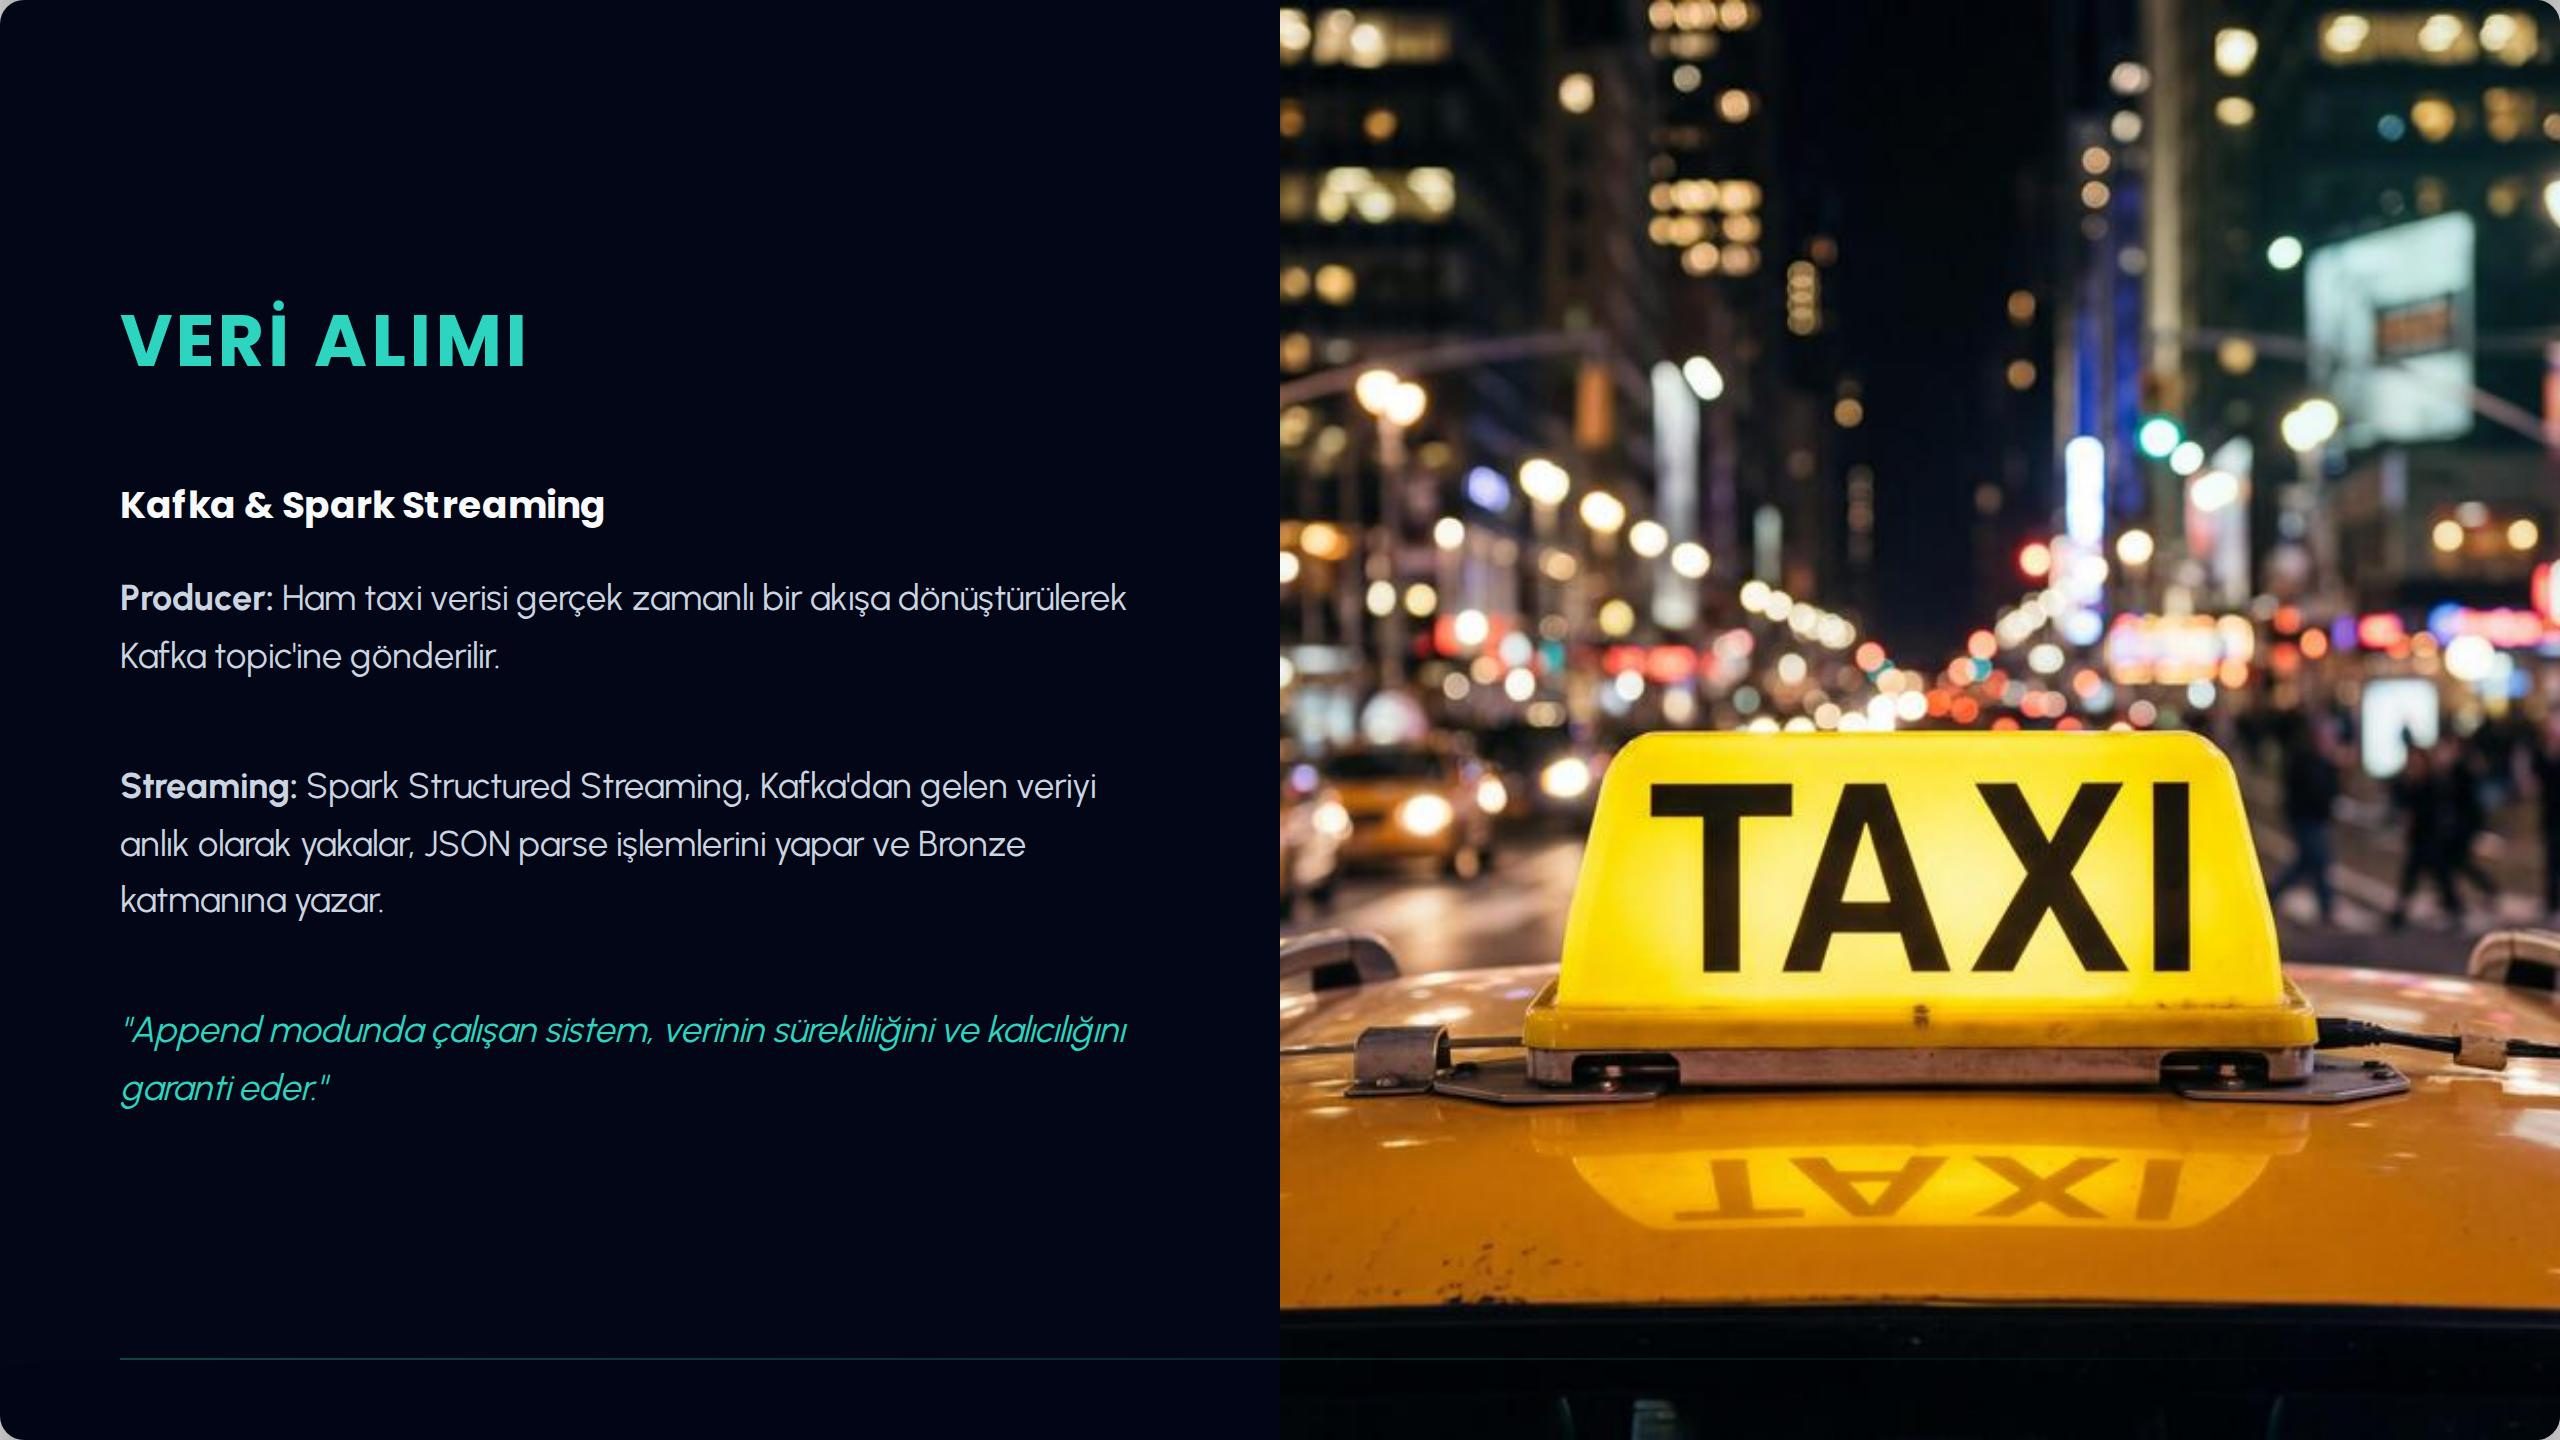 VERİ ALIMI
Kafka & Spark Streaming
Producer: Ham taxi verisi gerçek zamanlı bir akışa dönüştürülerek
Kafka topic'ine gönderilir.
Streaming: Spark Structured Streaming, Kafka'dan gelen veriyi
anlık olarak yakalar, JSON parse işlemlerini yapar ve Bronze
katmanına yazar.
"Append modunda çalışan sistem, verinin sürekliliğini ve kalıcılığını
garanti eder."
TAXI